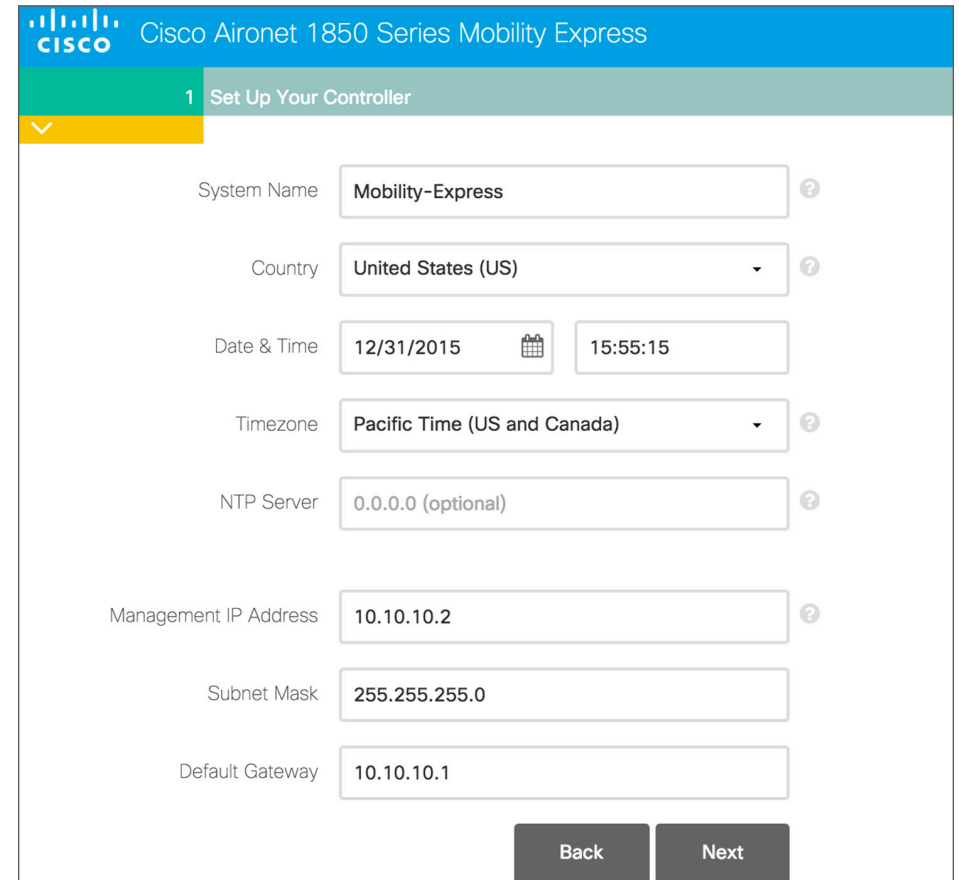 CISCO Cisco Aironet 1850 Series Mobility Express
1 Set Up Your Controller
System Name Mobility-Express ?
Country United States (US) ?
Date & Time 12/31/2015 15:55:15
Timezone Pacific Time (US and Canada) ?
NTP Server 0.0.0.0 (optional) ?
Management IP Address 10.10.10.2 ?
Subnet Mask 255.255.255.0
Default Gateway 10.10.10.1
Back Next